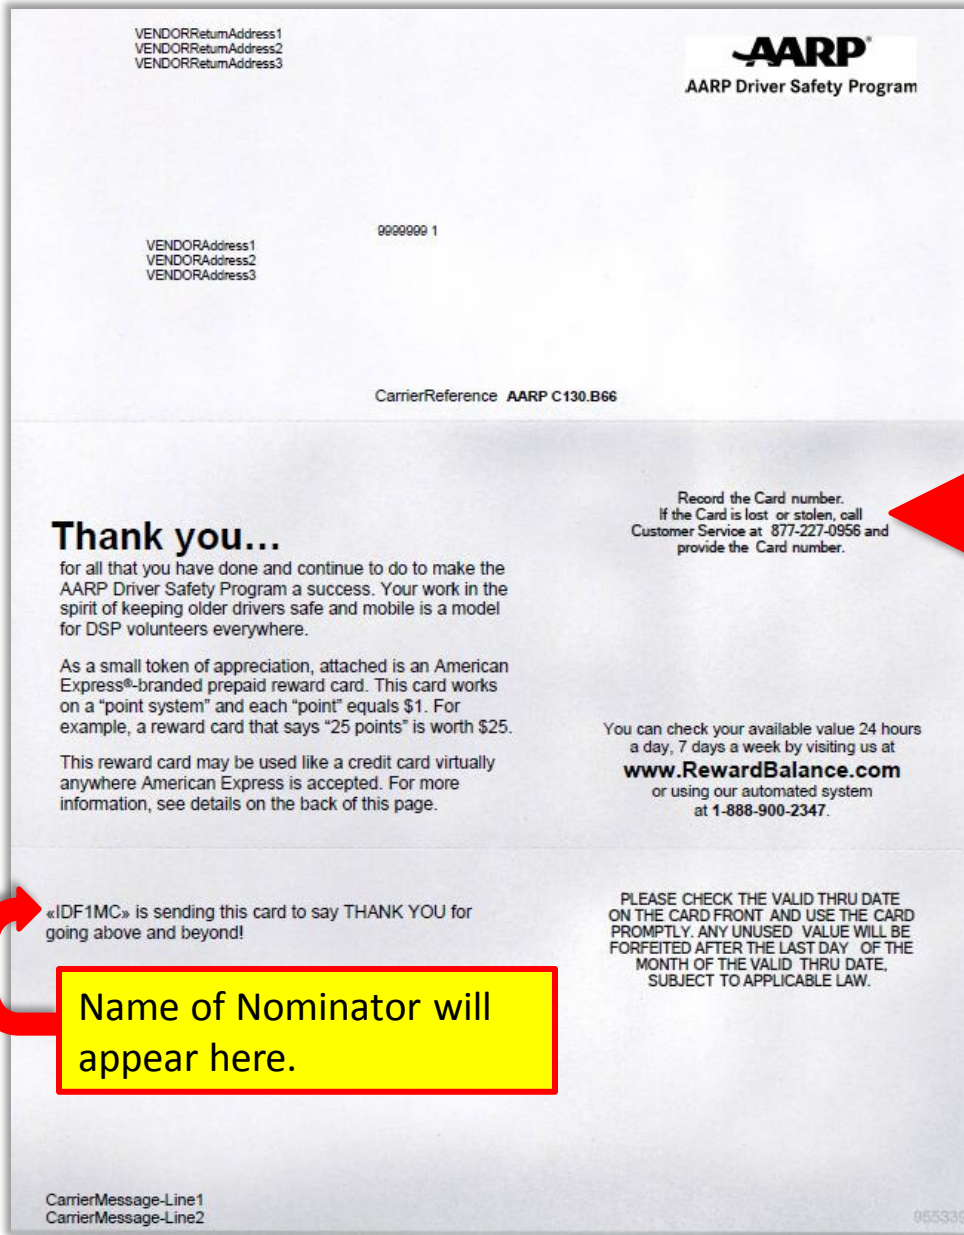 VENDORReturnAddress1
VENDORReturnAddress2
VENDORReturnAddress3
AARP®
AARP Driver Safety Program
9999999 1
VENDORAddress1
VENDORAddress2
VENDORAddress3
CarrierReference AARP C130.B66
Thank you...
for all that you have done and continue to do to make the
AARP Driver Safety Program a success. Your work in the
spirit of keeping older drivers safe and mobile is a model
for DSP volunteers everywhere.
As a small token of appreciation, attached is an American
Express®-branded prepaid reward card. This card works
on a “point system” and each “point” equals $1. For
example, a reward card that says “25 points” is worth $25.
This reward card may be used like a credit card virtually
anywhere American Express is accepted. For more
information, see details on the back of this page.
Record the Card number.
If the Card is lost or stolen, call
Customer Service at 877-227-0956 and
provide the Card number.
You can check your available value 24 hours
a day, 7 days a week by visiting us at
www.RewardBalance.com
or using our automated system
at 1-888-900-2347.
«IDF1MC» is sending this card to say THANK YOU for
going above and beyond!
PLEASE CHECK THE VALID THRU DATE
ON THE CARD FRONT AND USE THE CARD
PROMPTLY. ANY UNUSED VALUE WILL BE
FORFEITED AFTER THE LAST DAY OF THE
MONTH OF THE VALID THRU DATE,
SUBJECT TO APPLICABLE LAW.
Name of Nominator will
appear here.
CarrierMessage-Line1
CarrierMessage-Line2